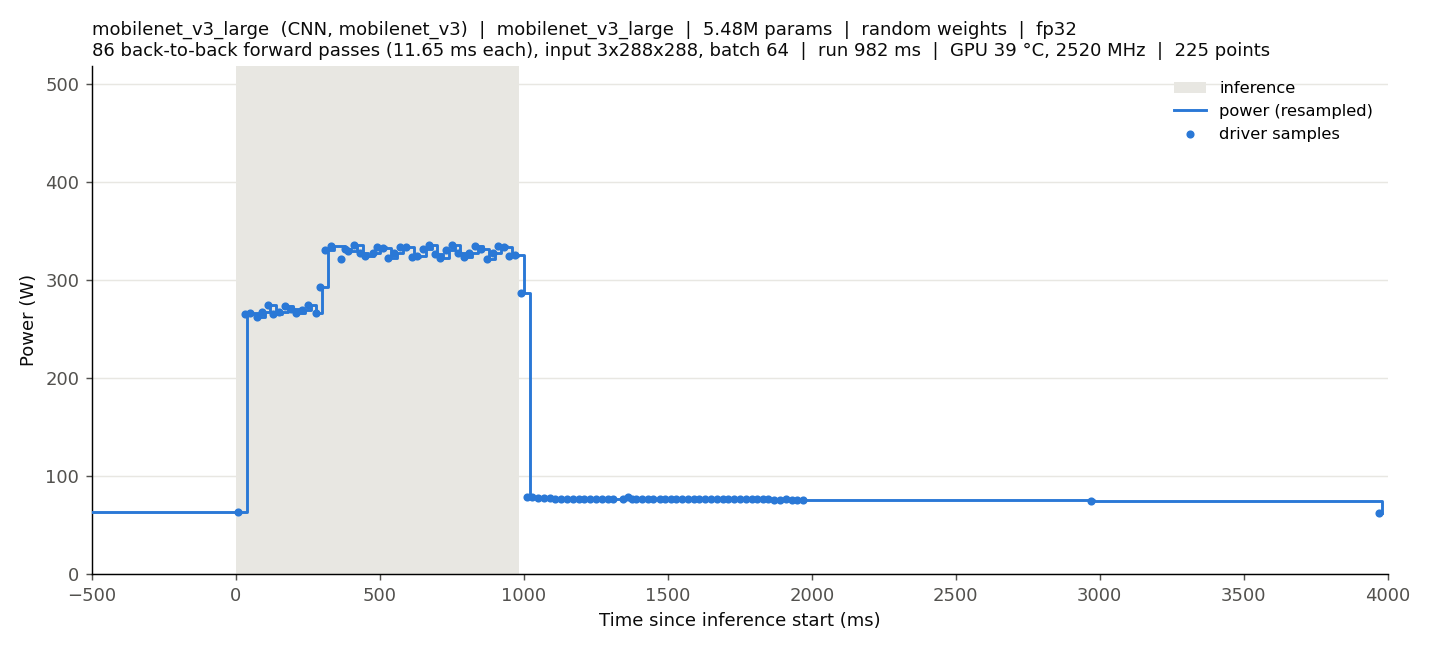 mobilenet_v3_large  (CNN, mobilenet_v3)  |  mobilenet_v3_large  |  5.48M params  |  random weights  |  fp32
86 back-to-back forward passes (11.65 ms each), input 3x288x288, batch 64  |  run 982 ms  |  GPU 39 °C, 2520 MHz  |  225 points
inference
power (resampled)
driver samples
Power (W)
500
400
300
200
100
0
−500
0
500
1000
1500
2000
2500
3000
3500
4000
Time since inference start (ms)